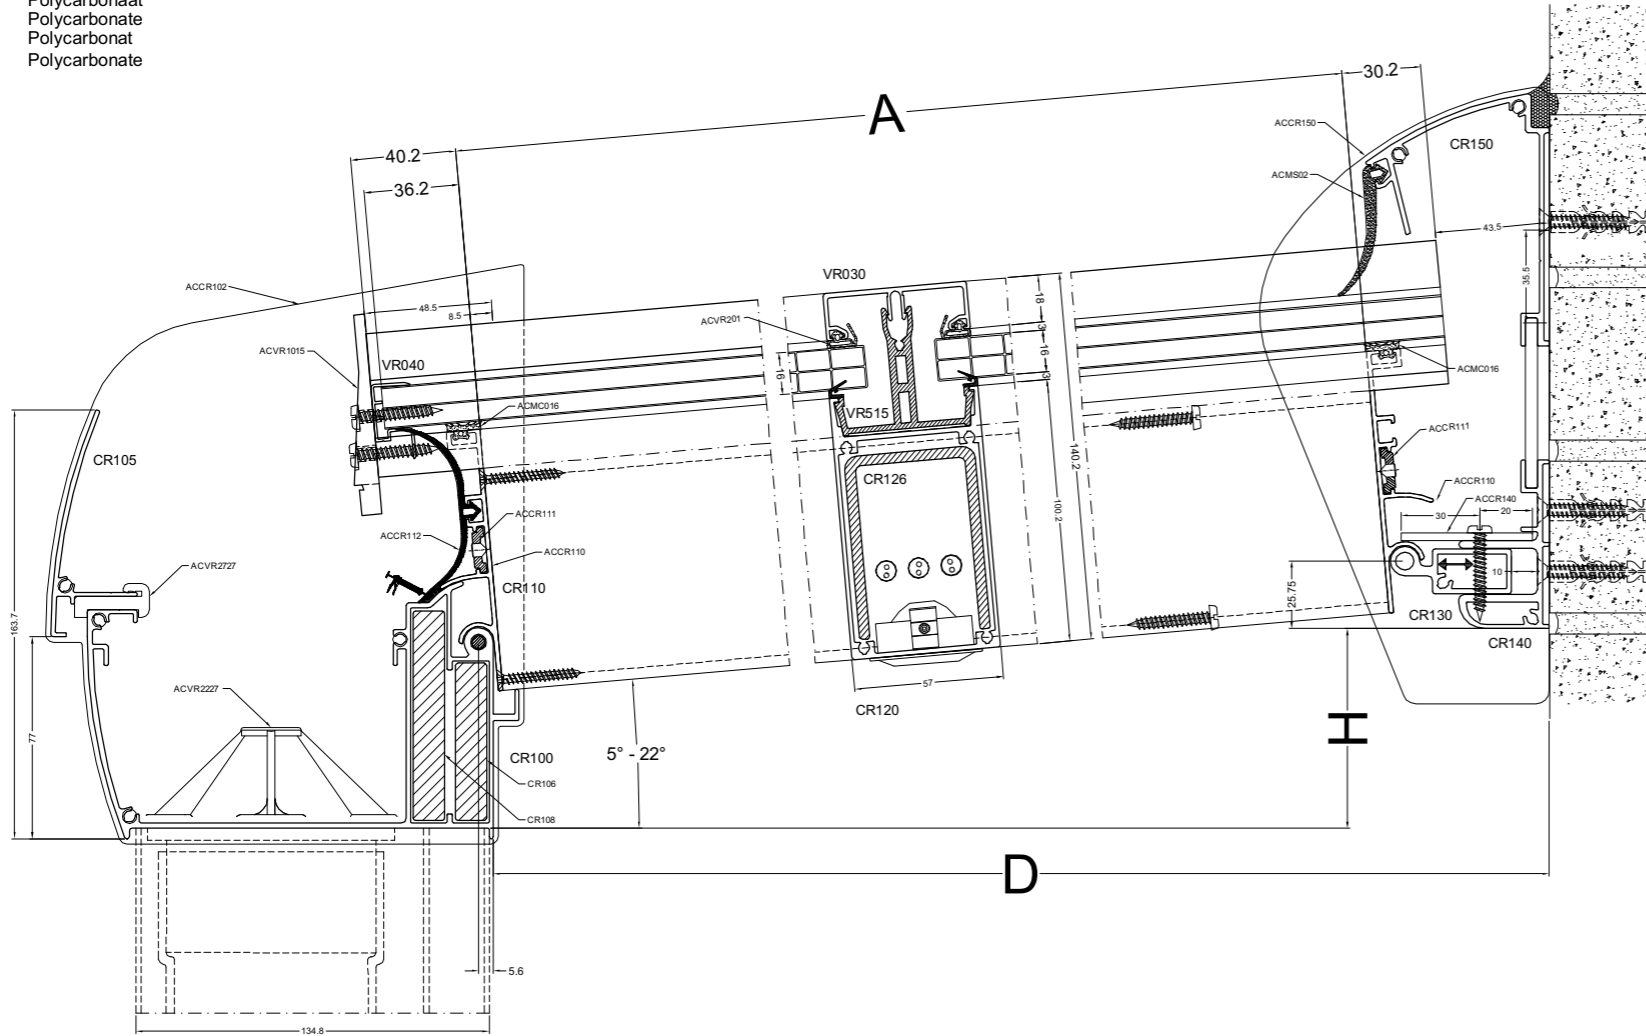 Polycarbonaat
Polycarbonate
Polycarbonat
Polycarbonate
A
30.2
40.2
36.2
ACCR150
CR150
ACMS02
43.5
35.5
ACCR102
VR030
48.5
8.5
ACVR201
18
3
16
3
16
ACVR1015
VR040
ACMC016
VR515
ACMC016
CR105
ACCR111
CR126
ACCR110
ACCR140
30
20
140.2
100.2
ACCR111
ACCR112
ACCR110
ACVR2727
CR110
10
25.75
CR130
CR140
163.7
77
ACVR2227
57
CR120
H
CR100
5° - 22°
CR106
CR108
D
5.6
134.8